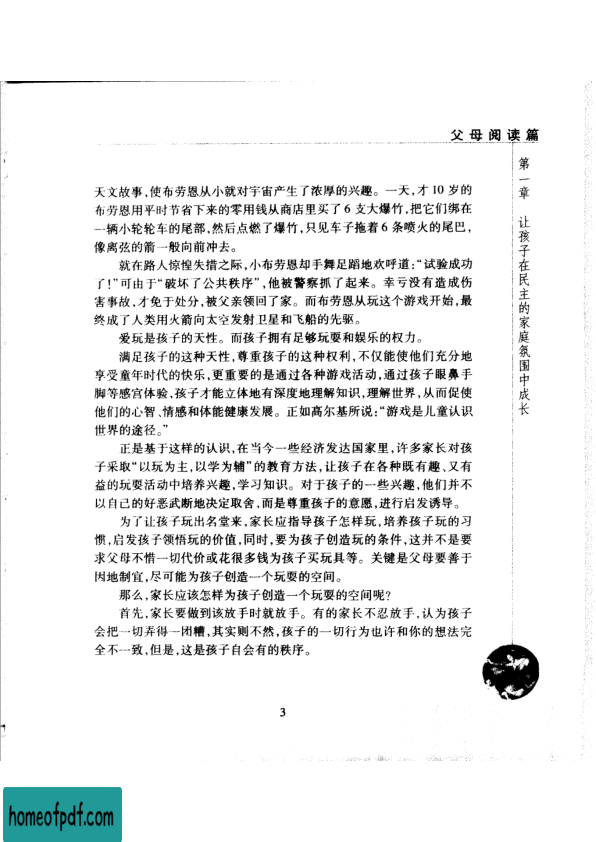 父母阅读篇
第一章 让孩子在民主的家庭氛围中成长
天文故事,使布劳恩从小就对宇宙产生了浓厚的兴趣。一天,才 10 岁的
布劳恩用平时节省下来的零用钱从商店里买了 6 支大爆竹,把它们绑在
一辆小轮轮车的尾部,然后点燃了爆竹,只见车子拖着 6 条喷火的尾巴,
像离弦的箭一般向前冲去。
就在路人惊惶失措之际,小布劳恩却手舞足蹈地欢呼道:“试验成功
了!”可由于“破坏了公共秩序”,他被警察抓了起来。幸亏没有造成伤
害事故,才免于处分,被父亲领回了家。而布劳恩从玩这个游戏开始,最
终成了人类用火箭向太空发射卫星和飞船的先驱。
爱玩是孩子的天性。而孩子拥有足够玩耍和娱乐的权力。
满足孩子的这种天性,尊重孩子的这种权利,不仅能使他们充分地
享受童年时代的快乐,更重要的是通过各种游戏活动,通过孩子眼鼻手
脚等感宫体验,孩子才能立体地有深度地理解知识,理解世界,从而促使
他们的心智、情感和体能健康发展。正如高尔基所说:“游戏是儿童认识
世界的途径。”
正是基于这样的认识,在当今一些经济发达国家里,许多家长对孩
子采取“以玩为主,以学为辅”的教育方法,让孩子在各种既有趣、又有
益的玩耍活动中培养兴趣,学习知识。对于孩子的一些兴趣,他们并不
以自己的好恶武断地决定取舍,而是尊重孩子的意愿,进行启发诱导。
为了让孩子玩出名堂来,家长应指导孩子怎样玩,培养孩子玩的习
惯,启发孩子领悟玩的价值,同时,要为孩子创造玩的条件,这并不是要
求父母不惜一切代价或花很多钱为孩子买玩具等。关键是父母要善于
因地制宜,尽可能为孩子创造一个玩耍的空间。
那么,家长应该怎样为孩子创造一个玩耍的空间呢?
首先,家长要做到该放手时就放手。有的家长不忍放手,认为孩子
会把一切弄得一团糟,其实则不然,孩子的一切行为也许和你的想法完
全不一致,但是,这是孩子自会有的秩序。
3
homeofpdf.com